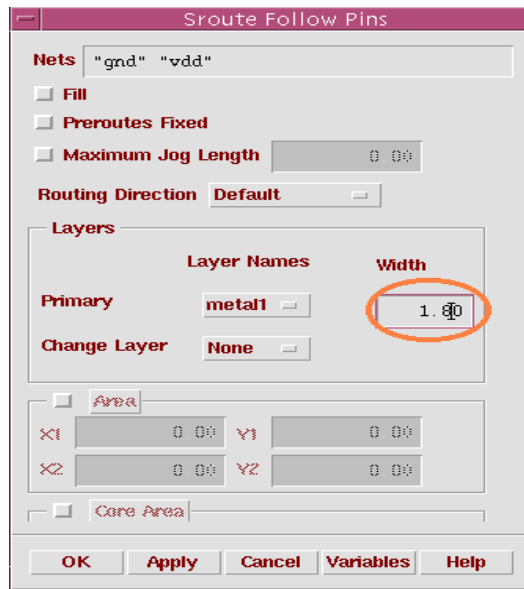 Sroute Follow Pins
Nets "gnd" "vdd"
Fill
Preroutes Fixed
Maximum Jog Length 0.00
Routing Direction Default
Layers
Layer Names Width
Primary metal1 1.80
Change Layer None
Area
X1 0.00 Y1 0.00
X2 0.00 Y2 0.00
Core Area
OK Apply Cancel Variables Help